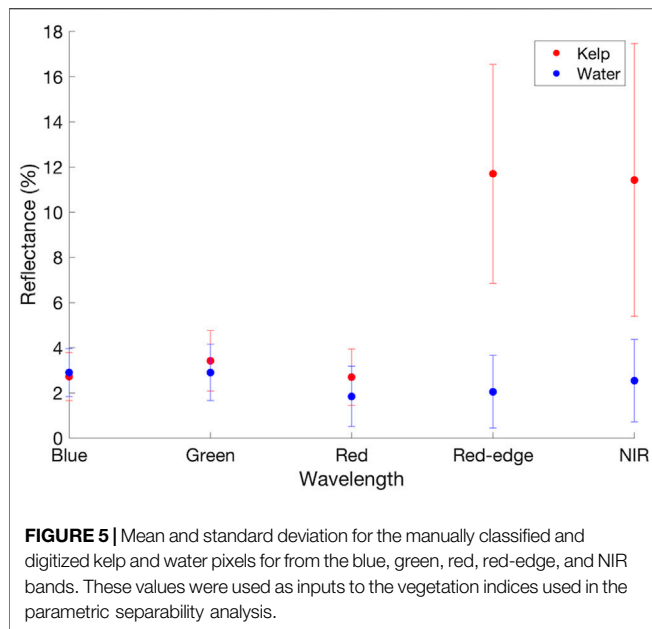 18
16
14
12
10
8
6
4
2
0
Reflectance (%)
Kelp
Water
Blue
Green
Red
Red-edge
NIR
Wavelength
FIGURE 5 | Mean and standard deviation for the manually classified and
digitized kelp and water pixels for from the blue, green, red, red-edge, and NIR
bands. These values were used as inputs to the vegetation indices used in the
parametric separability analysis.